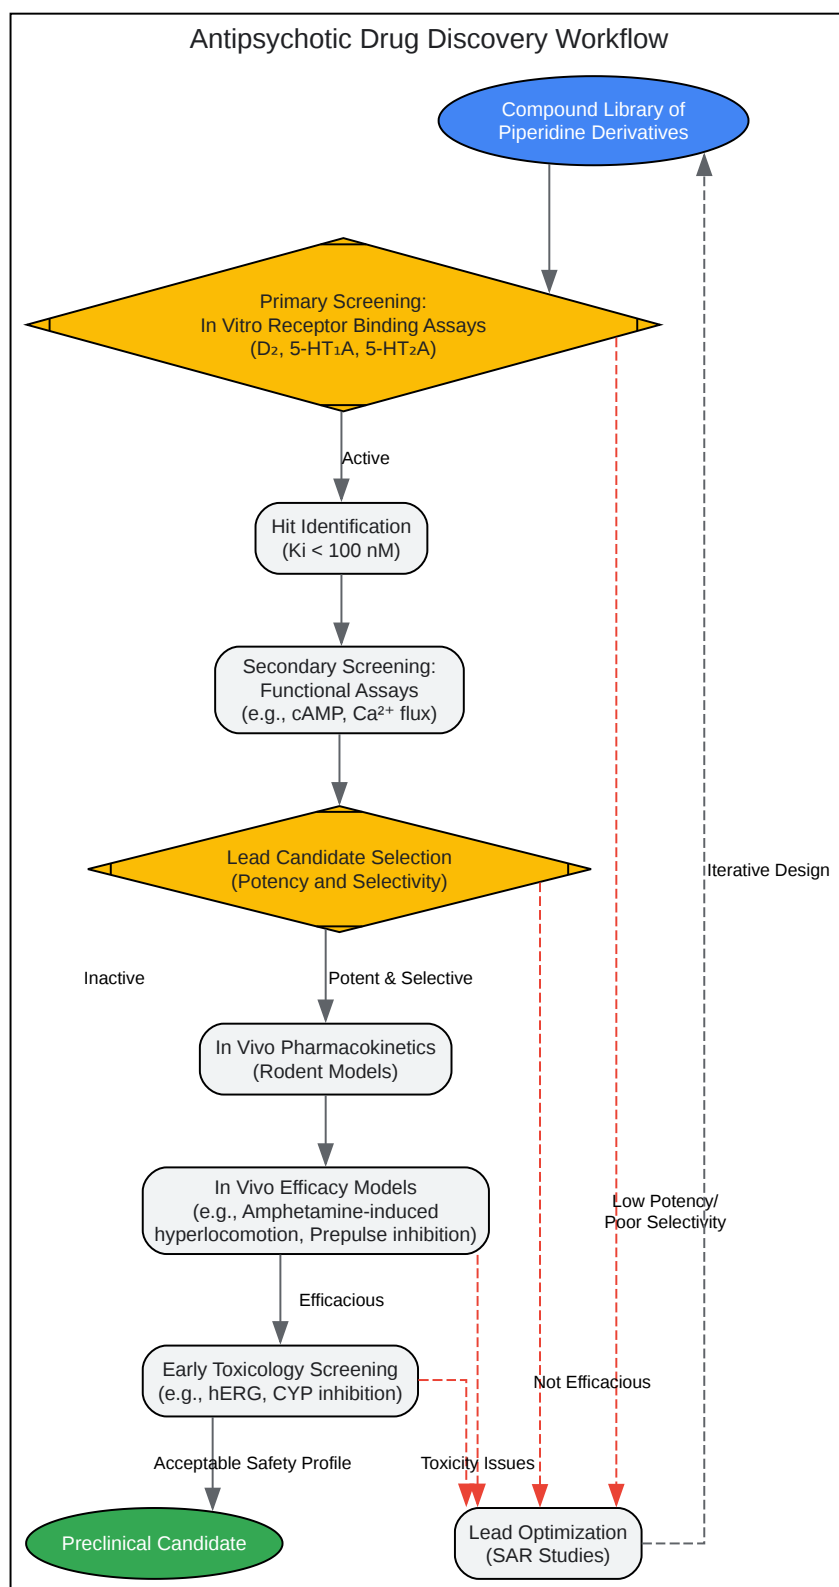 Antipsychotic Drug Discovery Workflow
Compound Library of
Piperidine Derivatives
Primary Screening:
In Vitro Receptor Binding Assays
(D₂, 5-HT₁A, 5-HT₂A)
Active
Hit Identification
(Ki < 100 nM)
Secondary Screening:
Functional Assays
(e.g., cAMP, Ca²⁺ flux)
Lead Candidate Selection
(Potency and Selectivity)
Iterative Design
Inactive
Potent & Selective
In Vivo Pharmacokinetics
(Rodent Models)
In Vivo Efficacy Models
(e.g., Amphetamine-induced
hyperlocomotion, Prepulse inhibition)
Low Potency/
Poor Selectivity
Efficacious
Early Toxicology Screening
(e.g., hERG, CYP inhibition)
Not Efficacious
Acceptable Safety Profile
Toxicity Issues
Preclinical Candidate
Lead Optimization
(SAR Studies)